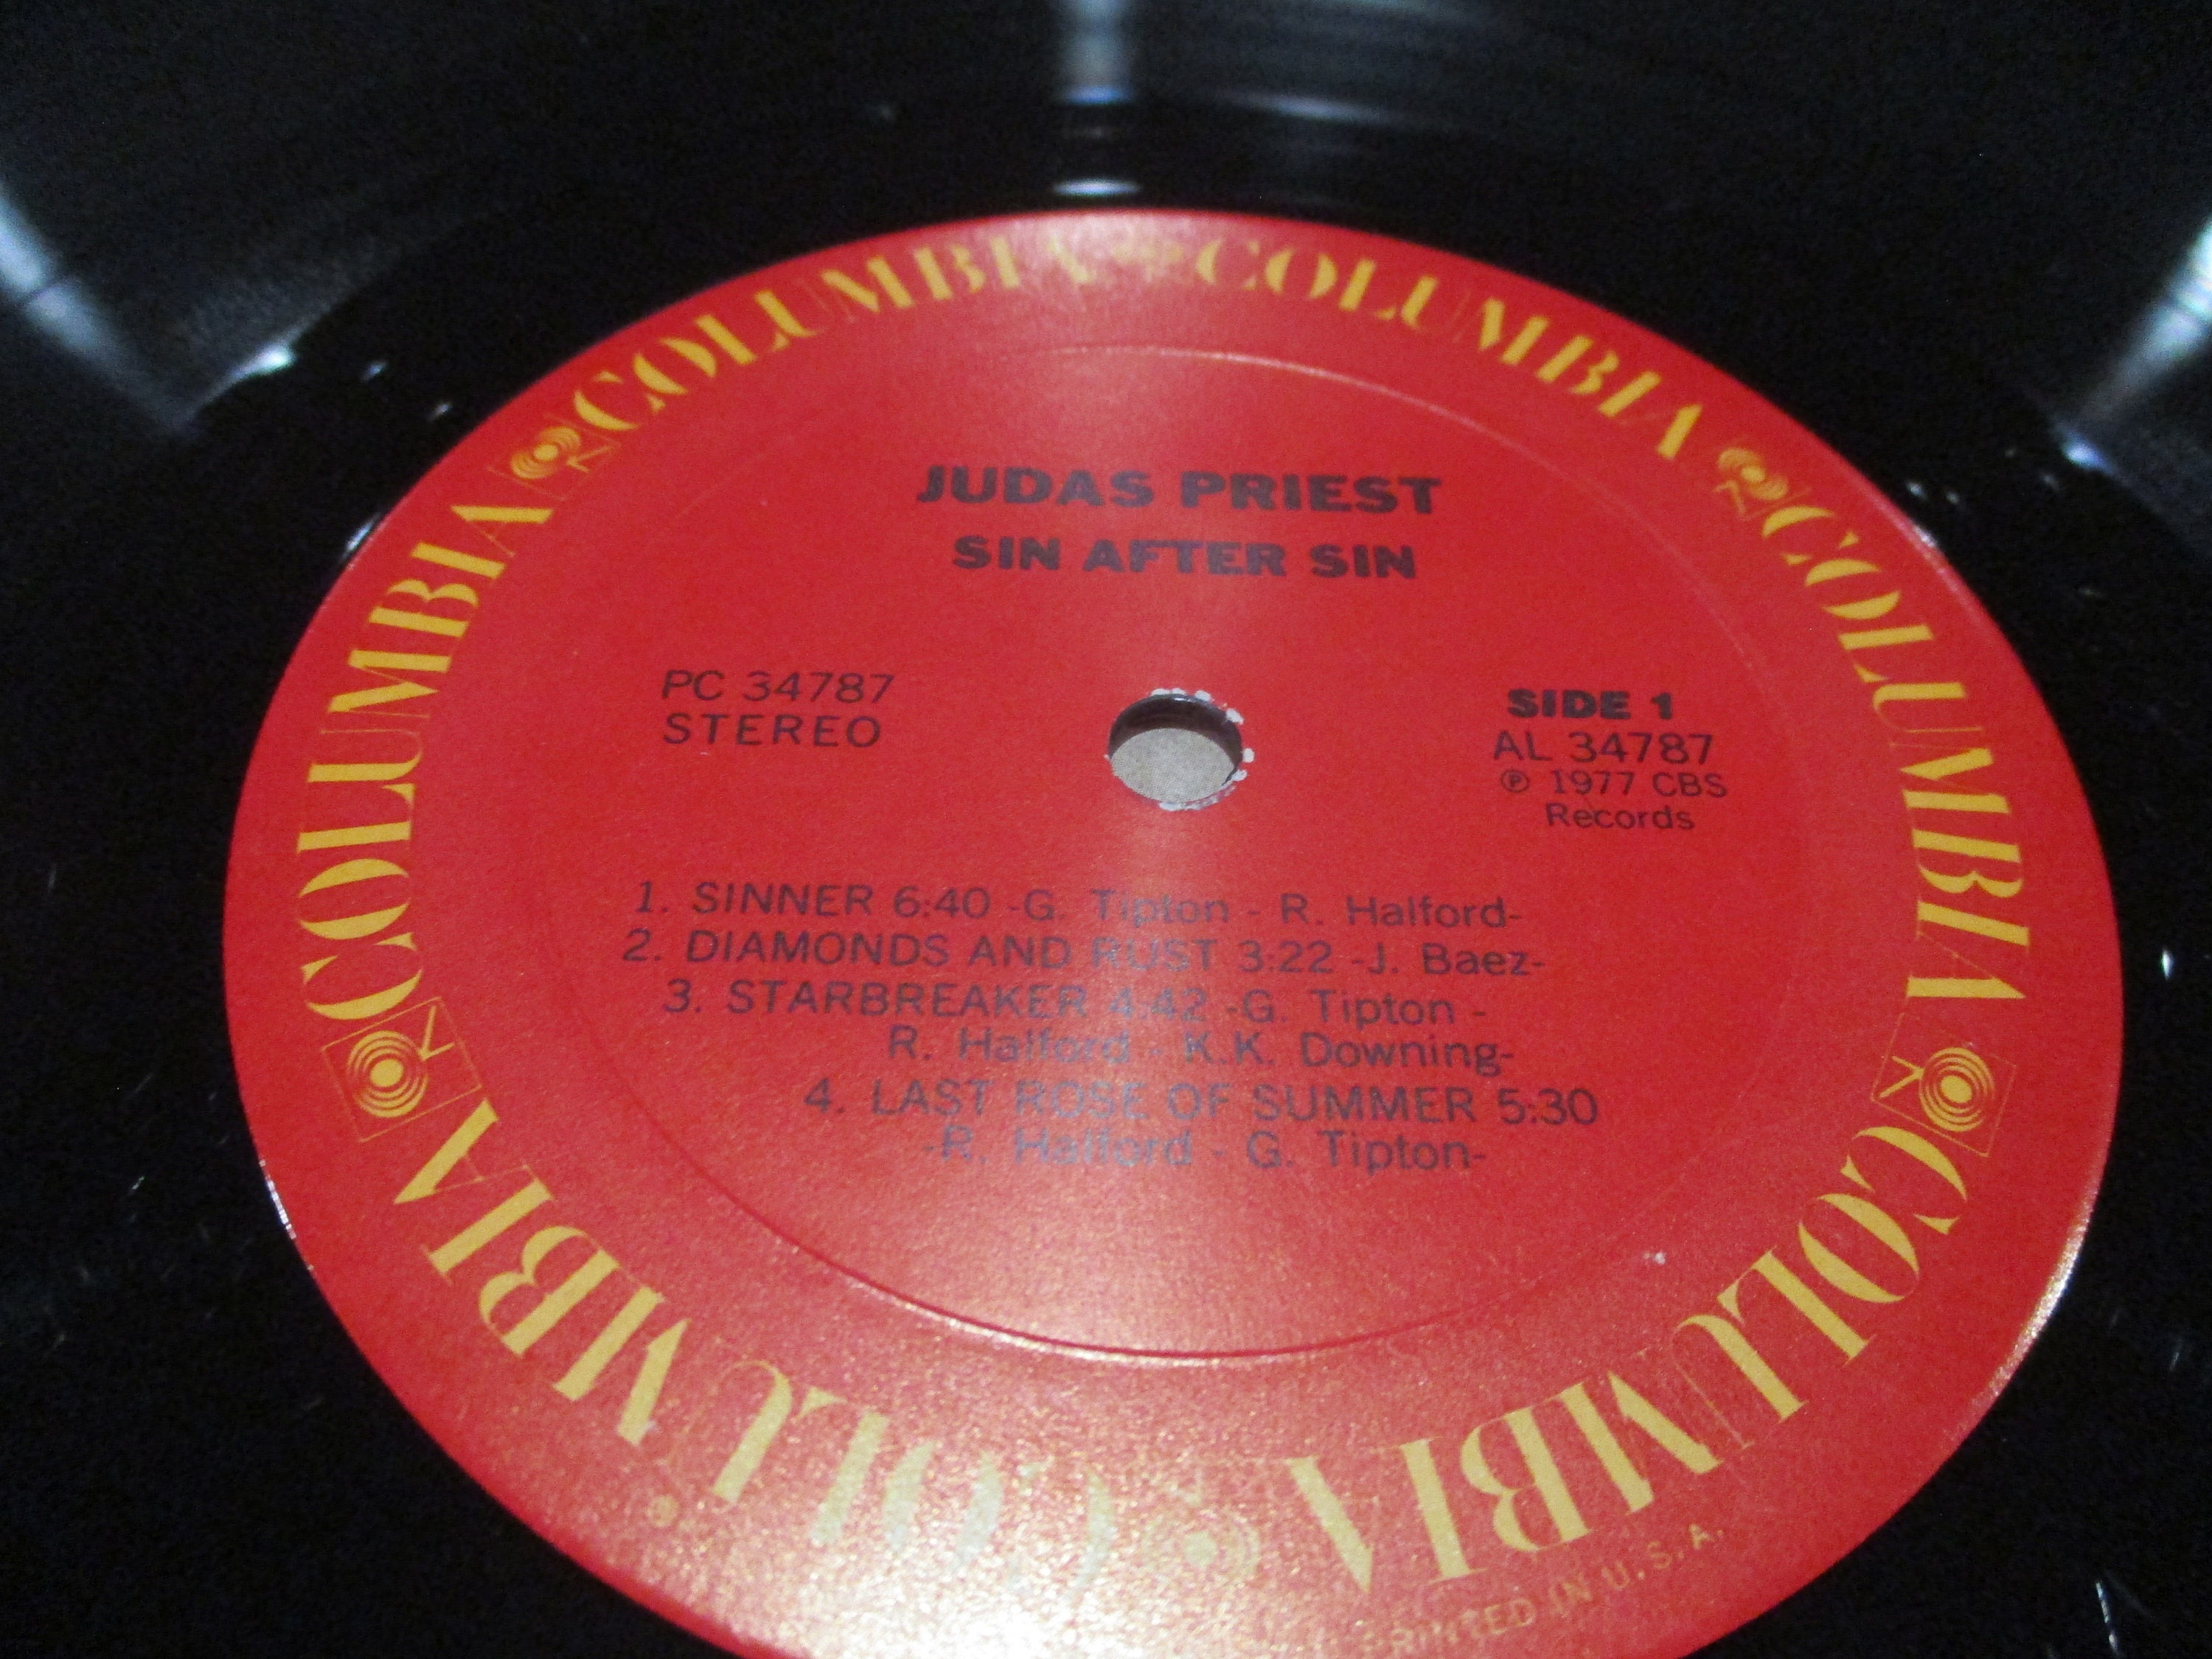 COLUMBIA COLUMBIA COLUMBIA COLUMBIA COLUMBIA COLUMBIA
JUDAS PRIEST
SIN AFTER SIN
PC 34787
STEREO
SIDE 1
AL 34787
℗ 1977 CBS
Records
1. SINNER 6:40 -G. Tipton - R. Halford-
2. DIAMONDS AND RUST 3:22 -J. Baez-
3. STARBREAKER 4:42 -G. Tipton -
R. Halford - K.K. Downing-
4. LAST ROSE OF SUMMER 5:30
-R. Halford - G. Tipton-
®
PRINTED IN U.S.A.